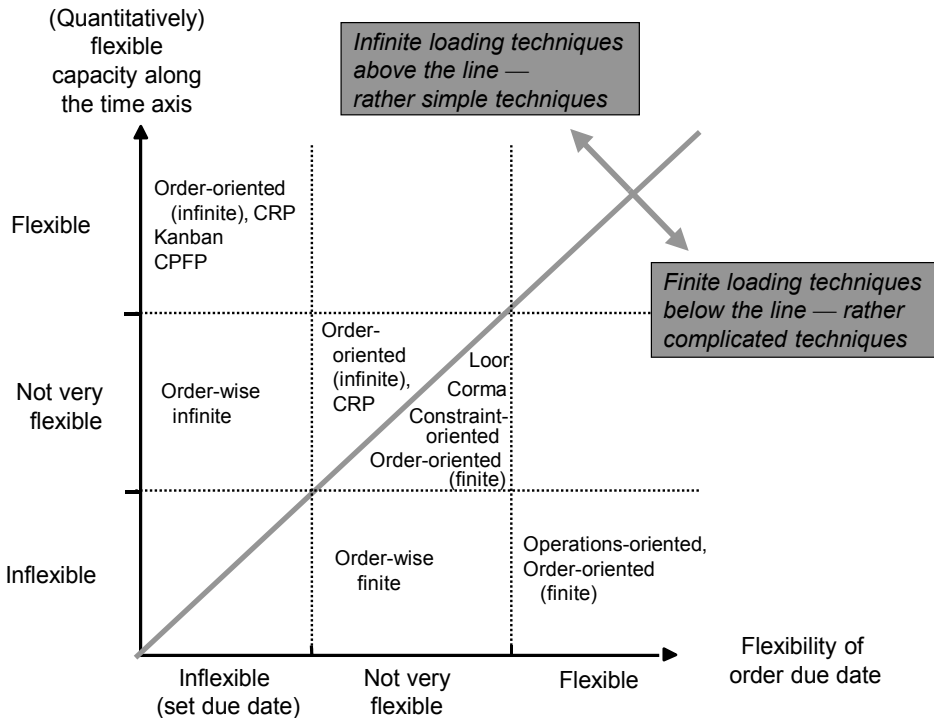 (Quantitatively)
flexible
capacity along
the time axis
Infinite loading techniques
above the line —
rather simple techniques
Flexible
Order-oriented
(infinite), CRP
Kanban
CPFP
Finite loading techniques
below the line — rather
complicated techniques
Not very
flexible
Order-wise
infinite
Order-
oriented
(infinite),
CRP
Loor
Corma
Constraint-
oriented
Order-oriented
(finite)
Inflexible
Order-wise
finite
Operations-oriented,
Order-oriented
(finite)
Inflexible
(set due date)
Not very
flexible
Flexible
Flexibility of
order due date